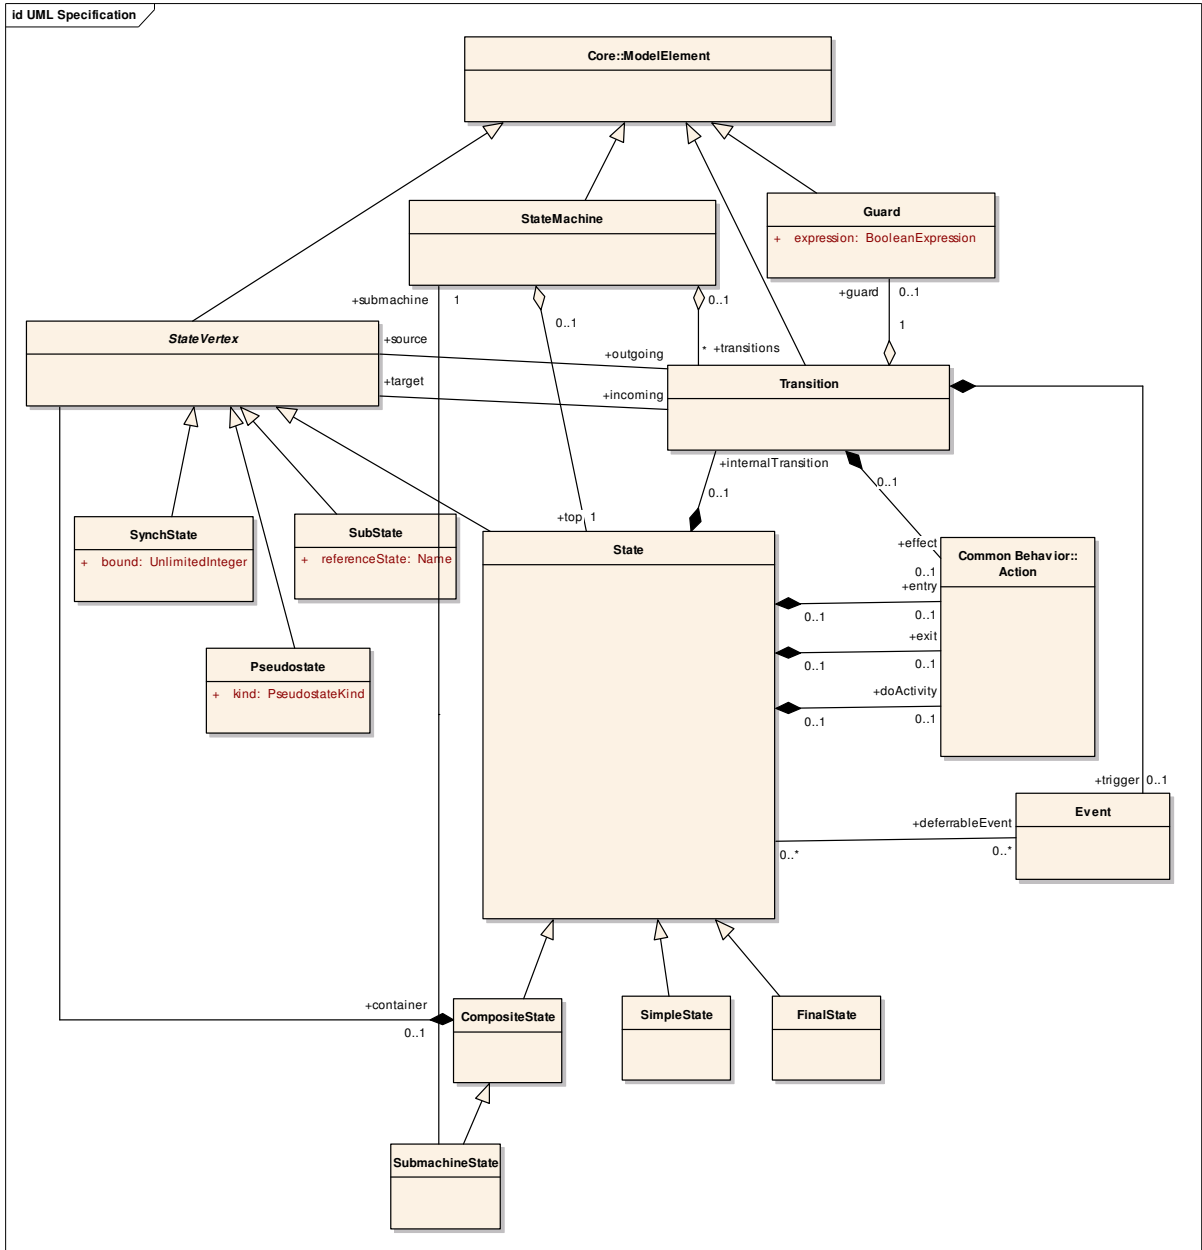 id UML Specification
Core::ModelElement
StateMachine
Guard
+ expression: BooleanExpression
+submachine 1
0..1
0..1
+guard 0..1
1
StateVertex
+source
+outgoing
* +transitions
+target
+incoming
Transition
+internalTransition
0..1
0..1
SynchState
+ bound: UnlimitedInteger
SubState
+ referenceState: Name
+top 1
State
+effect
0..1
Common Behavior::
Action
+entry
0..1
0..1
+exit
0..1
0..1
+doActivity
0..1
0..1
Pseudostate
+ kind: PseudostateKind
+trigger 0..1
Event
+deferrableEvent
0..*
0..*
+container
0..1
CompositeState
SimpleState
FinalState
SubmachineState